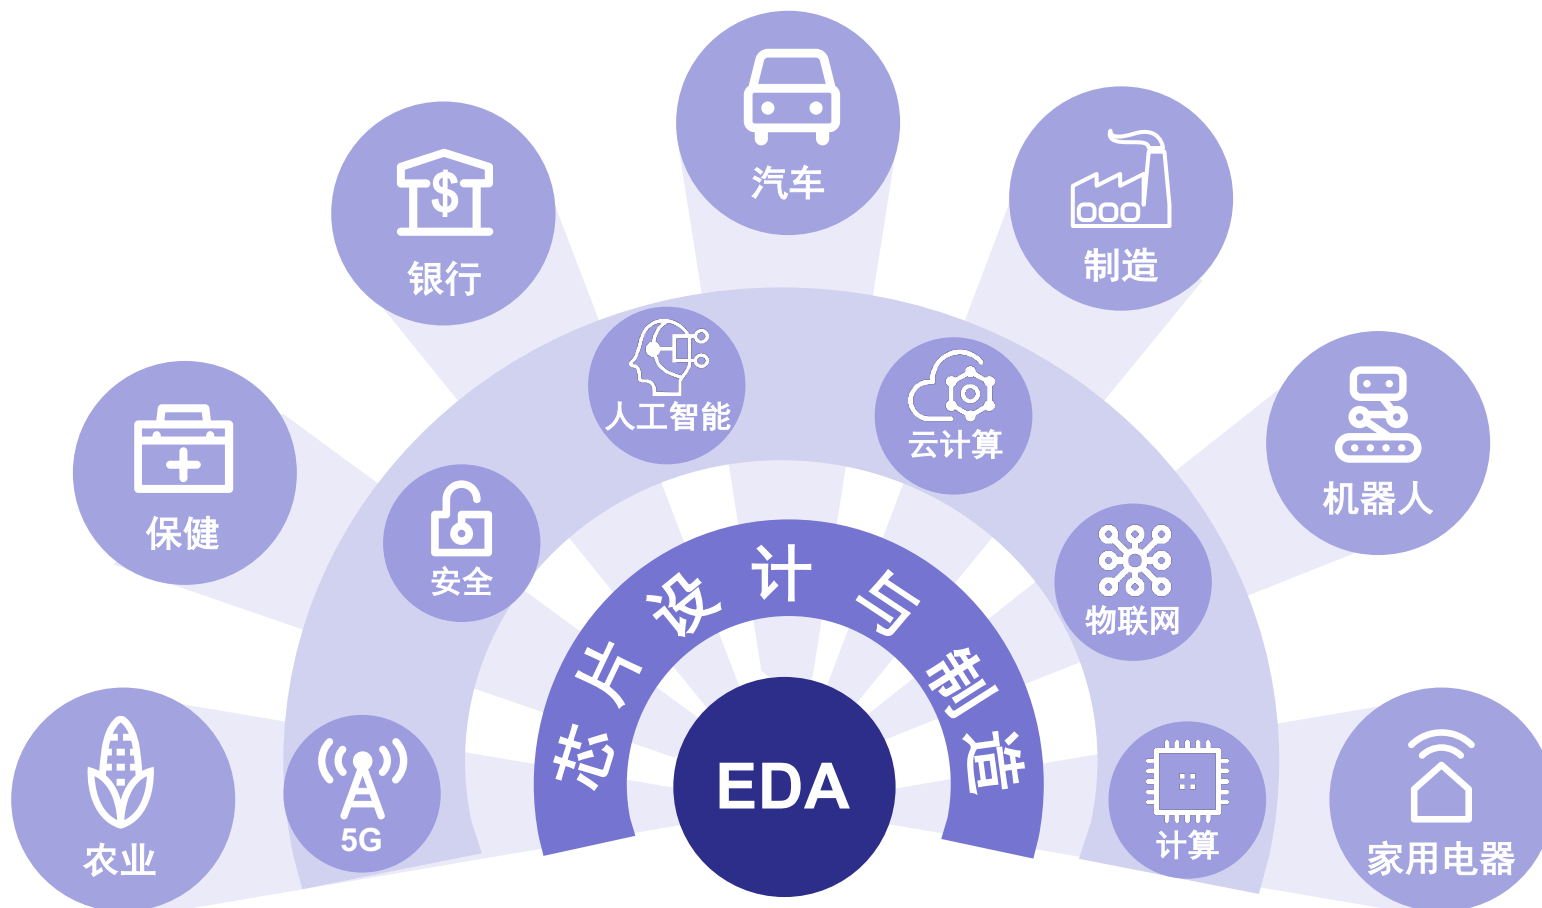 汽车
制造
银行
人工智能
云计算
机器人
保健
安全
物联网
芯片设计与制造
EDA
农业
5G
计算
家用电器